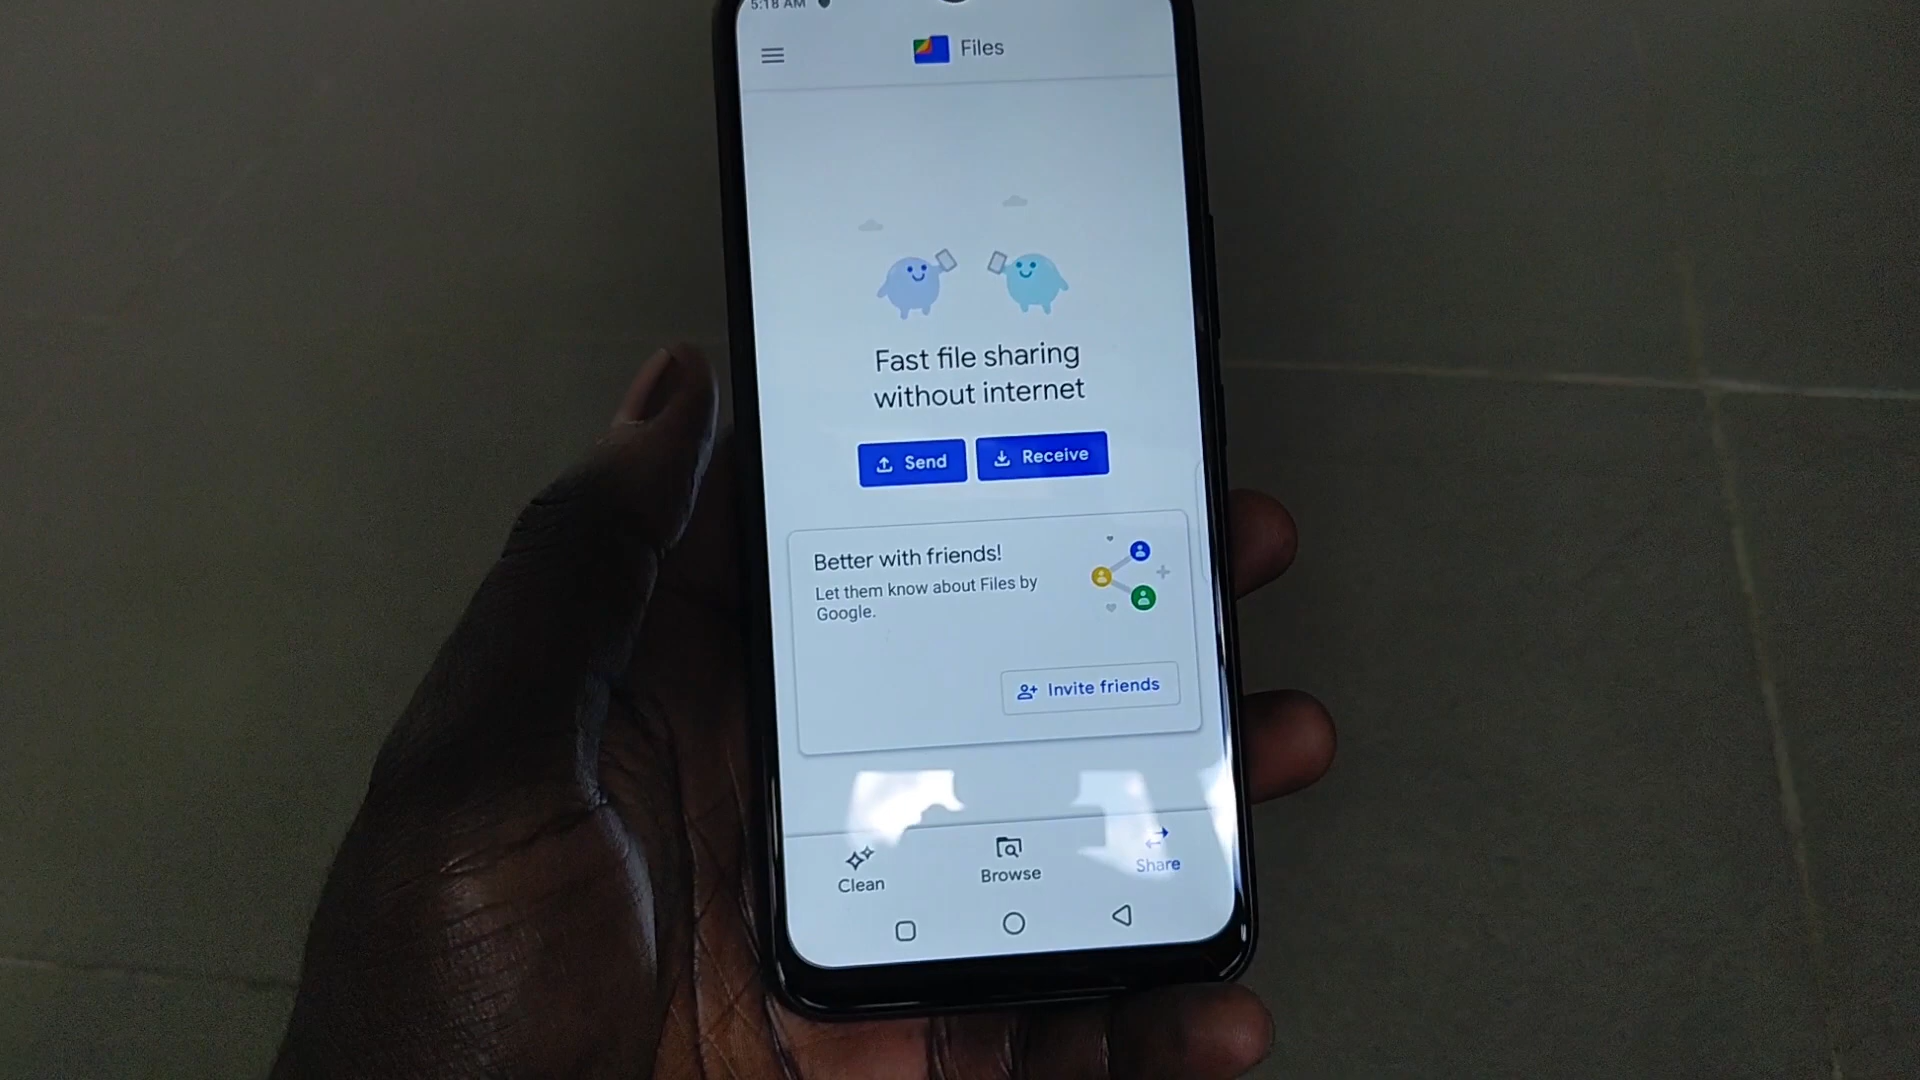 5:18 AM
Files
Fast file sharing
without internet
Send
Receive
Better with friends!
Let them know about Files by
Google.
Invite friends
Clean
Browse
Share